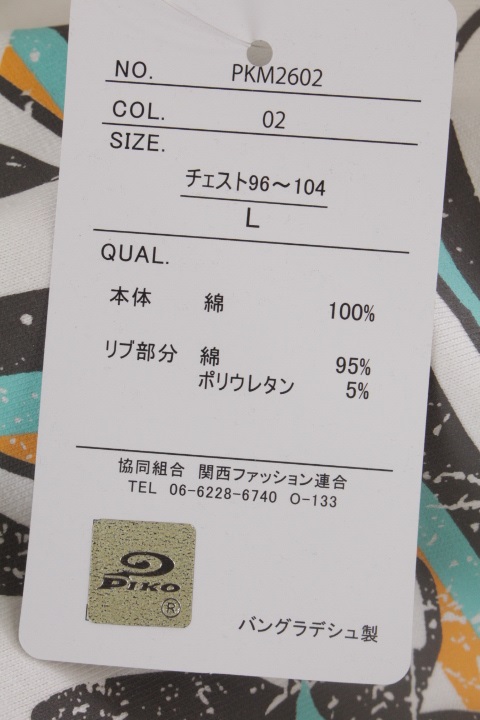 NO. PKM2602
COL. 02
SIZE.
チェスト96～104
L
QUAL.
本体 綿 100%
リブ部分 綿 95%
ポリウレタン 5%
協同組合 関西ファッション連合
TEL 06-6228-6740 O-133
PIKO
®
バングラデシュ製